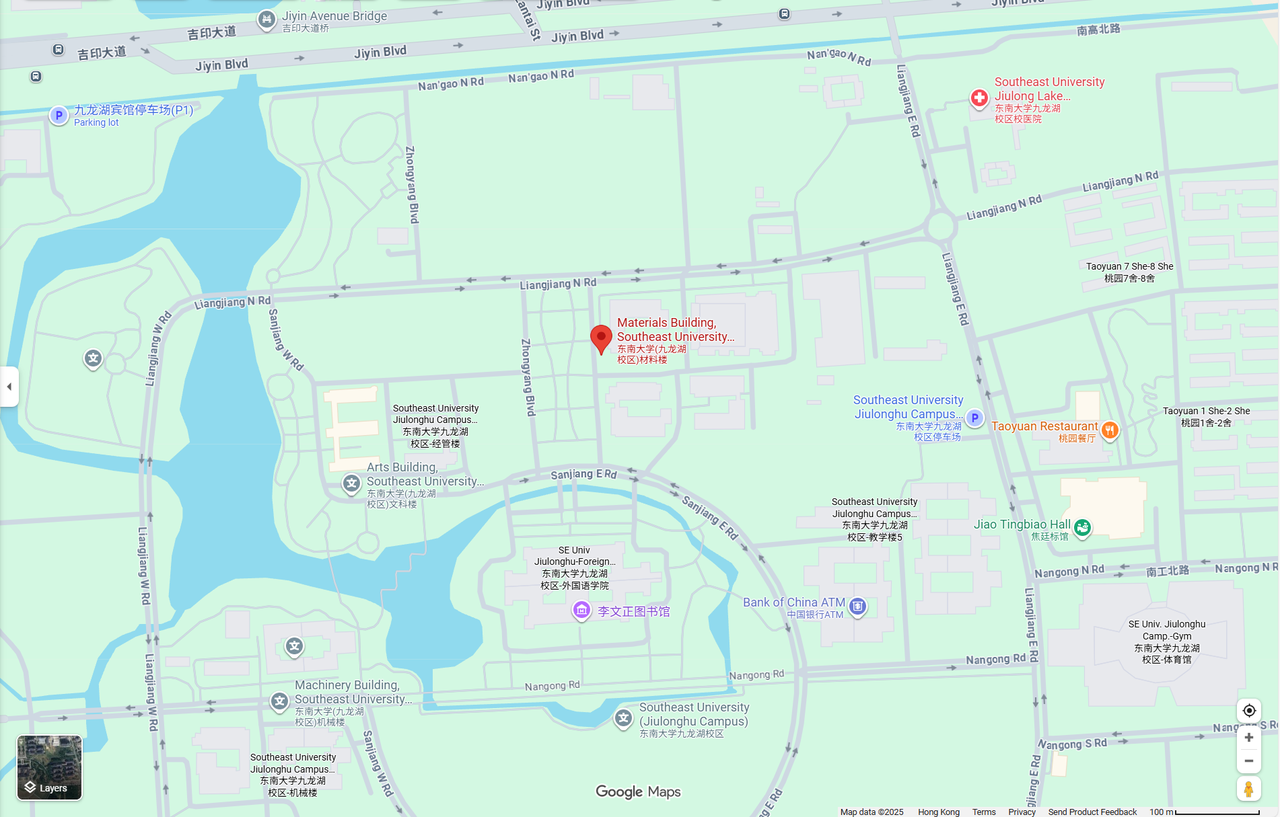 Jiyin Avenue Bridge
吉印大道桥
Jiyin Blvd
吉印大道
Jiyin Blvd
吉印大道
Jiyin Blvd
Jiyin Blvd
Jiyin Blvd
南高北路
Nan'gao N Rd
Nan'gao N Rd
Nan'gao N Rd
九龙湖宾馆停车场(P1)
Parking lot
Southeast University
Jiulong Lake...
东南大学九龙湖
校区校医院
Liangjiang E Rd
Zhongyang Blvd
Liangjiang N Rd
Liangjiang N Rd
Taoyuan 7 She-8 She
桃园7舍-8舍
Liangjiang E Rd
Liangjiang N Rd
Liangjiang N Rd
Liangjiang W Rd
Sanjiang W Rd
Zhongyang Blvd
Materials Building,
Southeast University...
东南大学(九龙湖
校区)材料楼
Southeast University
Jiulonghu Campus...
东南大学九龙湖
校区-经管楼
Southeast University
Jiulonghu Campus...
东南大学九龙湖
校区停车场
Taoyuan Restaurant
桃园餐厅
Taoyuan 1 She-2 She
桃园1舍-2舍
Arts Building,
Southeast University...
东南大学(九龙湖
校区)文科楼
Sanjiang E Rd
Sanjiang E Rd
Southeast University
Jiulonghu Campus...
东南大学九龙湖
校区-教学楼5
Jiao Tingbiao Hall
焦廷标馆
SE Univ
Jiulonghu-Foreign...
东南大学九龙湖
校区-外国语学院
李文正图书馆
Bank of China ATM
中国银行ATM
Nangong N Rd
南工北路
Nangong N Rd
Liangjiang W Rd
Liangjiang E Rd
SE Univ. Jiulonghu
Camp.-Gym
东南大学九龙湖
校区-体育馆
Nangong Rd
Nangong Rd
Nangong Rd
Liangjiang W Rd
Machinery Building,
Southeast University...
东南大学(九龙湖
校区)机械楼
Southeast University
(Jiulonghu Campus)
东南大学九龙湖校区
Nangong S Rd
Nangong S Rd
Sanjiang W Rd
Southeast University
Jiulonghu Campus...
东南大学九龙湖
校区-机械楼
Liangjiang E Rd
Layers
Google Maps
Map data ©2025 Hong Kong Terms Privacy Send Product Feedback 100 m